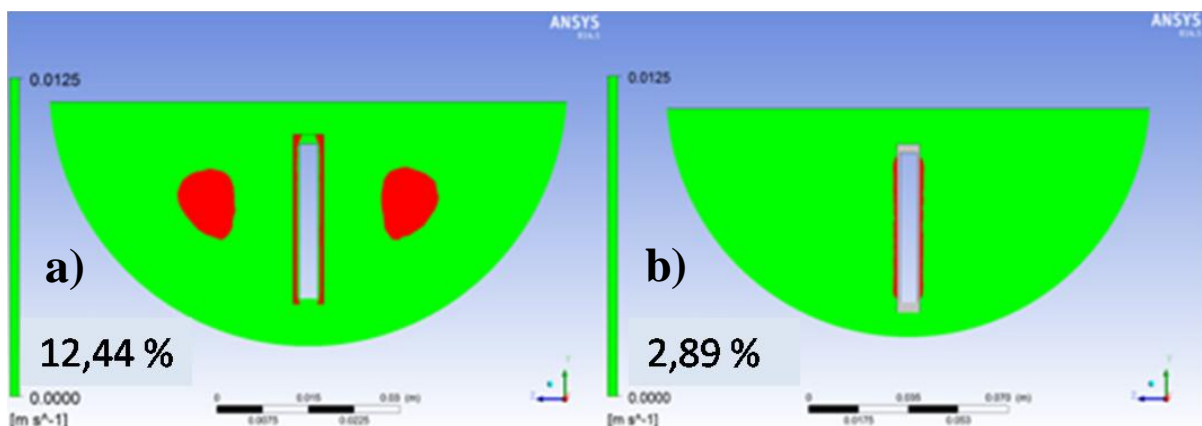 ANSYS
0.0125
a)
12,44 %
0.0000
[m s^-1]
0 0.015 0.03 (m)
0.0075 0.0225
Y
Z
ANSYS
0.0125
b)
2,89 %
0.0000
[m s^-1]
0 0.035 0.070 (m)
0.0175 0.053
Y
Z